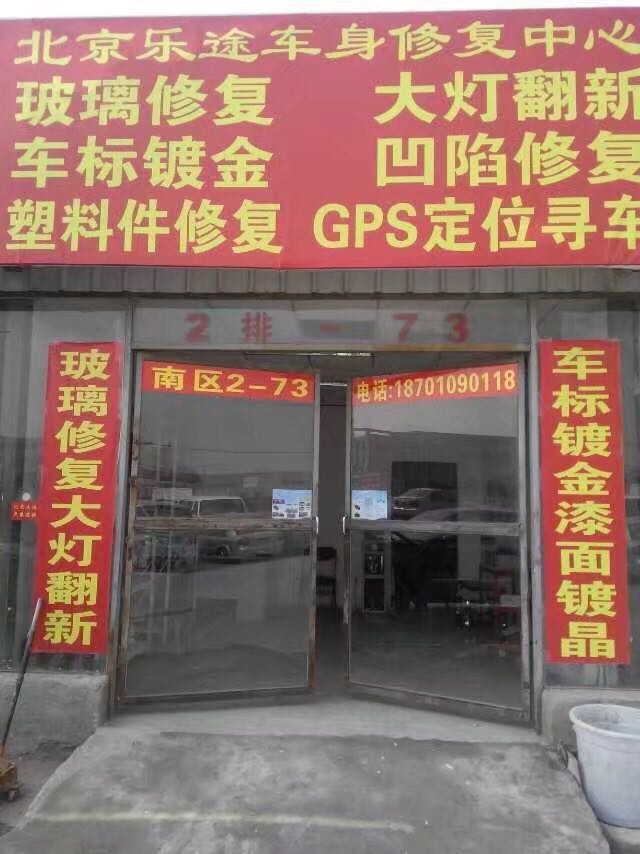 北京乐途车身修复中心
玻璃修复 大灯翻新
车标镀金 凹陷修复
塑料件修复 GPS定位寻车
2排-73
南区2-73
电话:18701090118
玻璃修复大灯翻新
车标镀金漆面镀晶